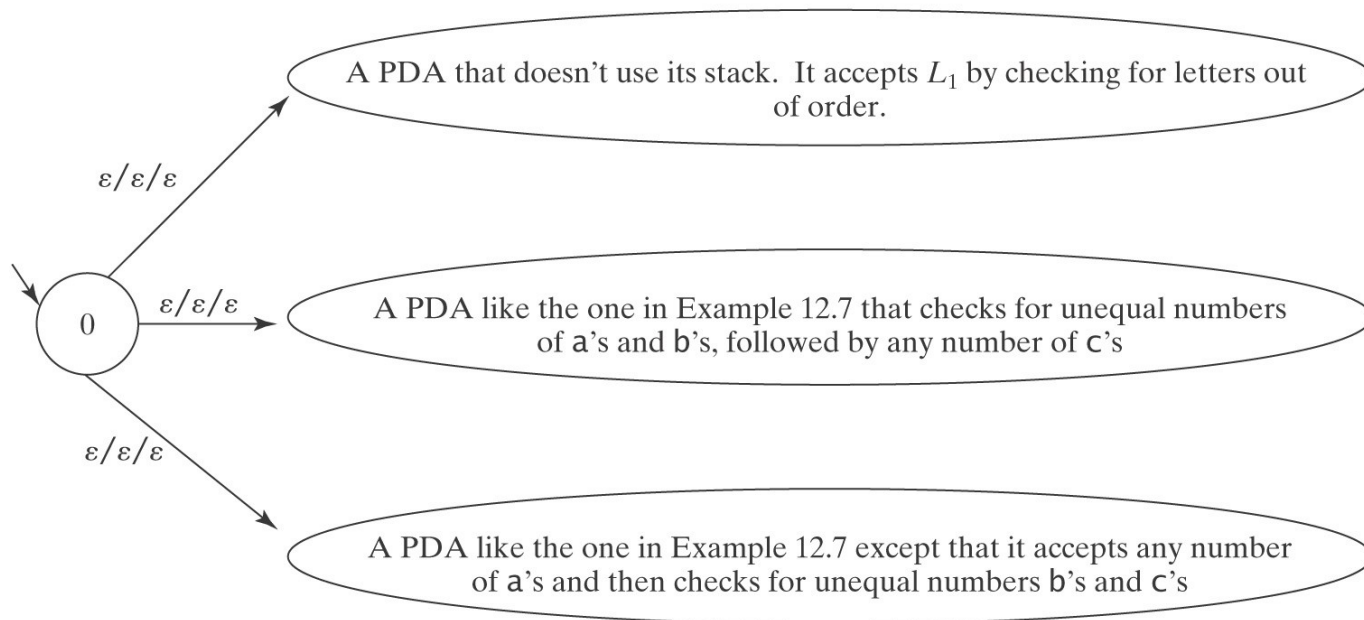 A PDA that doesn't use its stack. It accepts L₁ by checking for letters out
of order.
ε/ε/ε
0
ε/ε/ε
A PDA like the one in Example 12.7 that checks for unequal numbers
of a's and b's, followed by any number of c's
ε/ε/ε
A PDA like the one in Example 12.7 except that it accepts any number
of a's and then checks for unequal numbers b's and c's